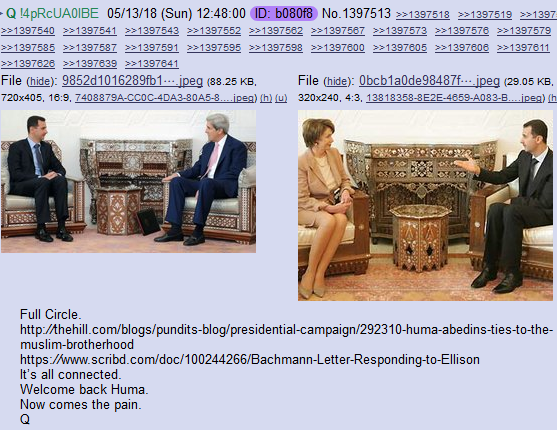 Q !4pRcUA0lBE 05/13/18 (Sun) 12:48:00 ID: b080f8 No.1397513 >>1397518 >>1397519 >>1397
>>1397540 >>1397541 >>1397543 >>1397552 >>1397562 >>1397567 >>1397573 >>1397576 >>1397579
>>1397585 >>1397587 >>1397591 >>1397595 >>1397598 >>1397600 >>1397605 >>1397606 >>1397611
>>1397626 >>1397639 >>1397641
File (hide): 9852d1016289fb1⋯.jpeg (88.25 KB,
720x405, 16:9, 7408879A-CC0C-4DA3-80A5-8….jpeg) (h) (u)
File (hide): 0bcb1a0de98487f⋯.jpeg (29.05 KB,
320x240, 4:3, 13818358-8E2E-4659-A083-B….jpeg) (h
Full Circle.
http://thehill.com/blogs/pundits-blog/presidential-campaign/292310-huma-abedins-ties-to-the-
muslim-brotherhood
https://www.scribd.com/doc/100244266/Bachmann-Letter-Responding-to-Ellison
It's all connected.
Welcome back Huma.
Now comes the pain.
Q